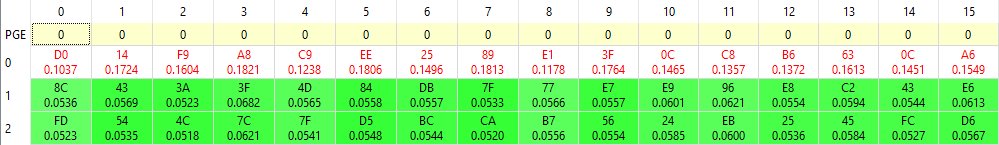 0 1 2 3 4 5 6 7 8 9 10 11 12 13 14 15
PGE 0 0 0 0 0 0 0 0 0 0 0 0 0 0 0 0
0 D0 14 F9 A8 C9 EE 25 89 E1 3F 0C C8 B6 63 0C A6
0.1037 0.1724 0.1604 0.1821 0.1238 0.1806 0.1496 0.1813 0.1178 0.1764 0.1465 0.1357 0.1372 0.1613 0.1451 0.1549
1 8C 43 3A 3F 4D 84 DB 7F 77 E7 E9 96 E8 C2 43 E6
0.0536 0.0569 0.0523 0.0682 0.0565 0.0558 0.0557 0.0533 0.0566 0.0557 0.0601 0.0621 0.0554 0.0594 0.0544 0.0613
2 FD 54 4C 7C 7F D5 BC CA B7 56 24 EB 25 45 FC D6
0.0523 0.0535 0.0518 0.0621 0.0541 0.0548 0.0544 0.0520 0.0556 0.0554 0.0585 0.0600 0.0536 0.0584 0.0527 0.0567